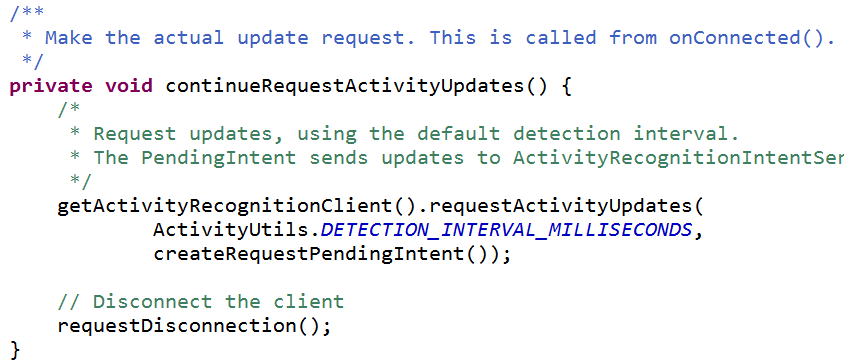 /**
 * Make the actual update request. This is called from onConnected().
 */
private void continueRequestActivityUpdates() {
    /*
     * Request updates, using the default detection interval.
     * The PendingIntent sends updates to ActivityRecognitionIntentSer
     */
    getActivityRecognitionClient().requestActivityUpdates(
            ActivityUtils.DETECTION_INTERVAL_MILLISECONDS,
            createRequestPendingIntent());

    // Disconnect the client
    requestDisconnection();
}